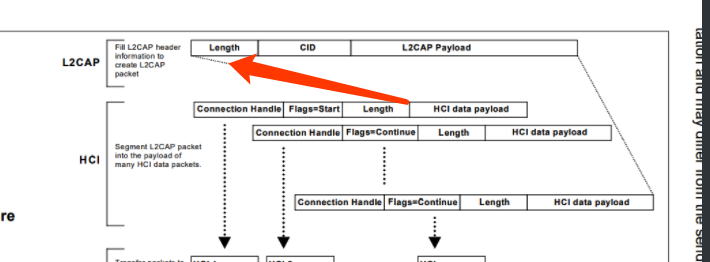 L2CAP
Fill L2CAP header
information to
create L2CAP
packet
Length CID L2CAP Payload
Connection Handle Flags=Start Length HCI data payload
Connection Handle Flags=Continue Length HCI data payload
HCI
Segment L2CAP packet
into the payload of
many HCI data packets.
Connection Handle Flags=Continue Length HCI data payload
re
tation and may differ from the send